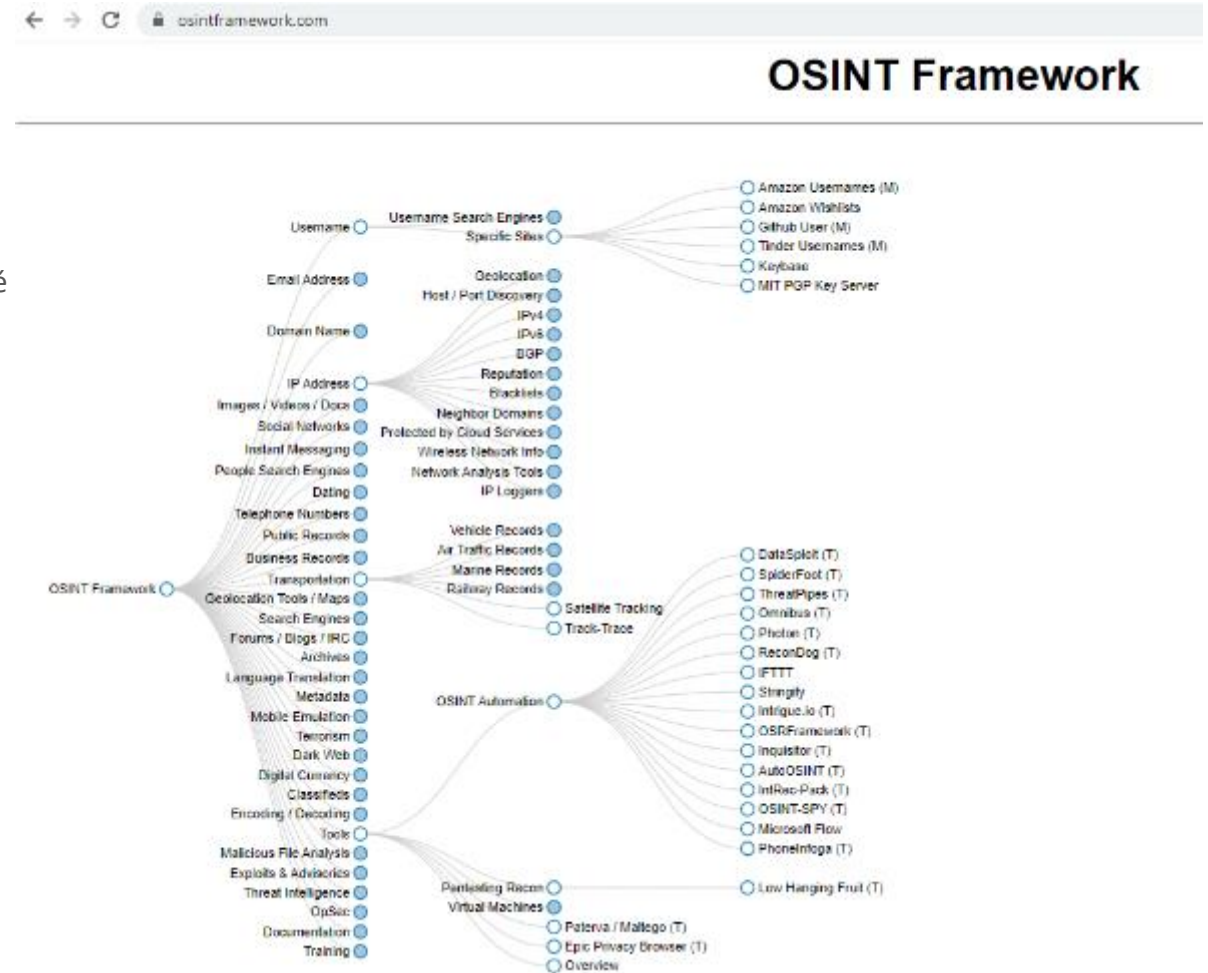 osintframework.com
OSINT Framework
é
OSINT Framework
Username
Email Address
Domain Name
IP Address
Images / Videos / Docs
Social Networks
Instant Messaging
People Search Engines
Dating
Telephone Numbers
Public Records
Business Records
Transportation
Geolocation Tools / Maps
Search Engines
Forums / Blogs / IRC
Archives
Language Translation
Metadata
Mobile Emulation
Terrorism
Dark Web
Digital Currency
Classifieds
Encoding / Decoding
Tools
Malicious File Analysis
Exploits & Advisories
Threat Intelligence
OpSec
Documentation
Training
Username Search Engines
Specific Sites
Geolocation
Host / Port Discovery
IPv4
IPv6
BGP
Reputation
Blacklists
Neighbor Domains
Protected by Cloud Services
Wireless Network Info
Network Analysis Tools
IP Loggers
Vehicle Records
Air Traffic Records
Marine Records
Railway Records
Satellite Tracking
Track-Trace
OSINT Automation
Pentesting Recon
Virtual Machines
Paterva / Maltego (T)
Epic Privacy Browser (T)
Overview
Amazon Usernames (M)
Amazon Wishlists
Github User (M)
Tinder Usernames (M)
Keybase
MIT PGP Key Server
DataSploit (T)
SpiderFoot (T)
ThreatPipes (T)
Omnibus (T)
Photon (T)
ReconDog (T)
IFTTT
Stringify
Intrigue.io (T)
OSRFramework (T)
Inquisitor (T)
AutoOSINT (T)
IntRec-Pack (T)
OSINT-SPY (T)
Microsoft Flow
PhoneInfoga (T)
Low Hanging Fruit (T)